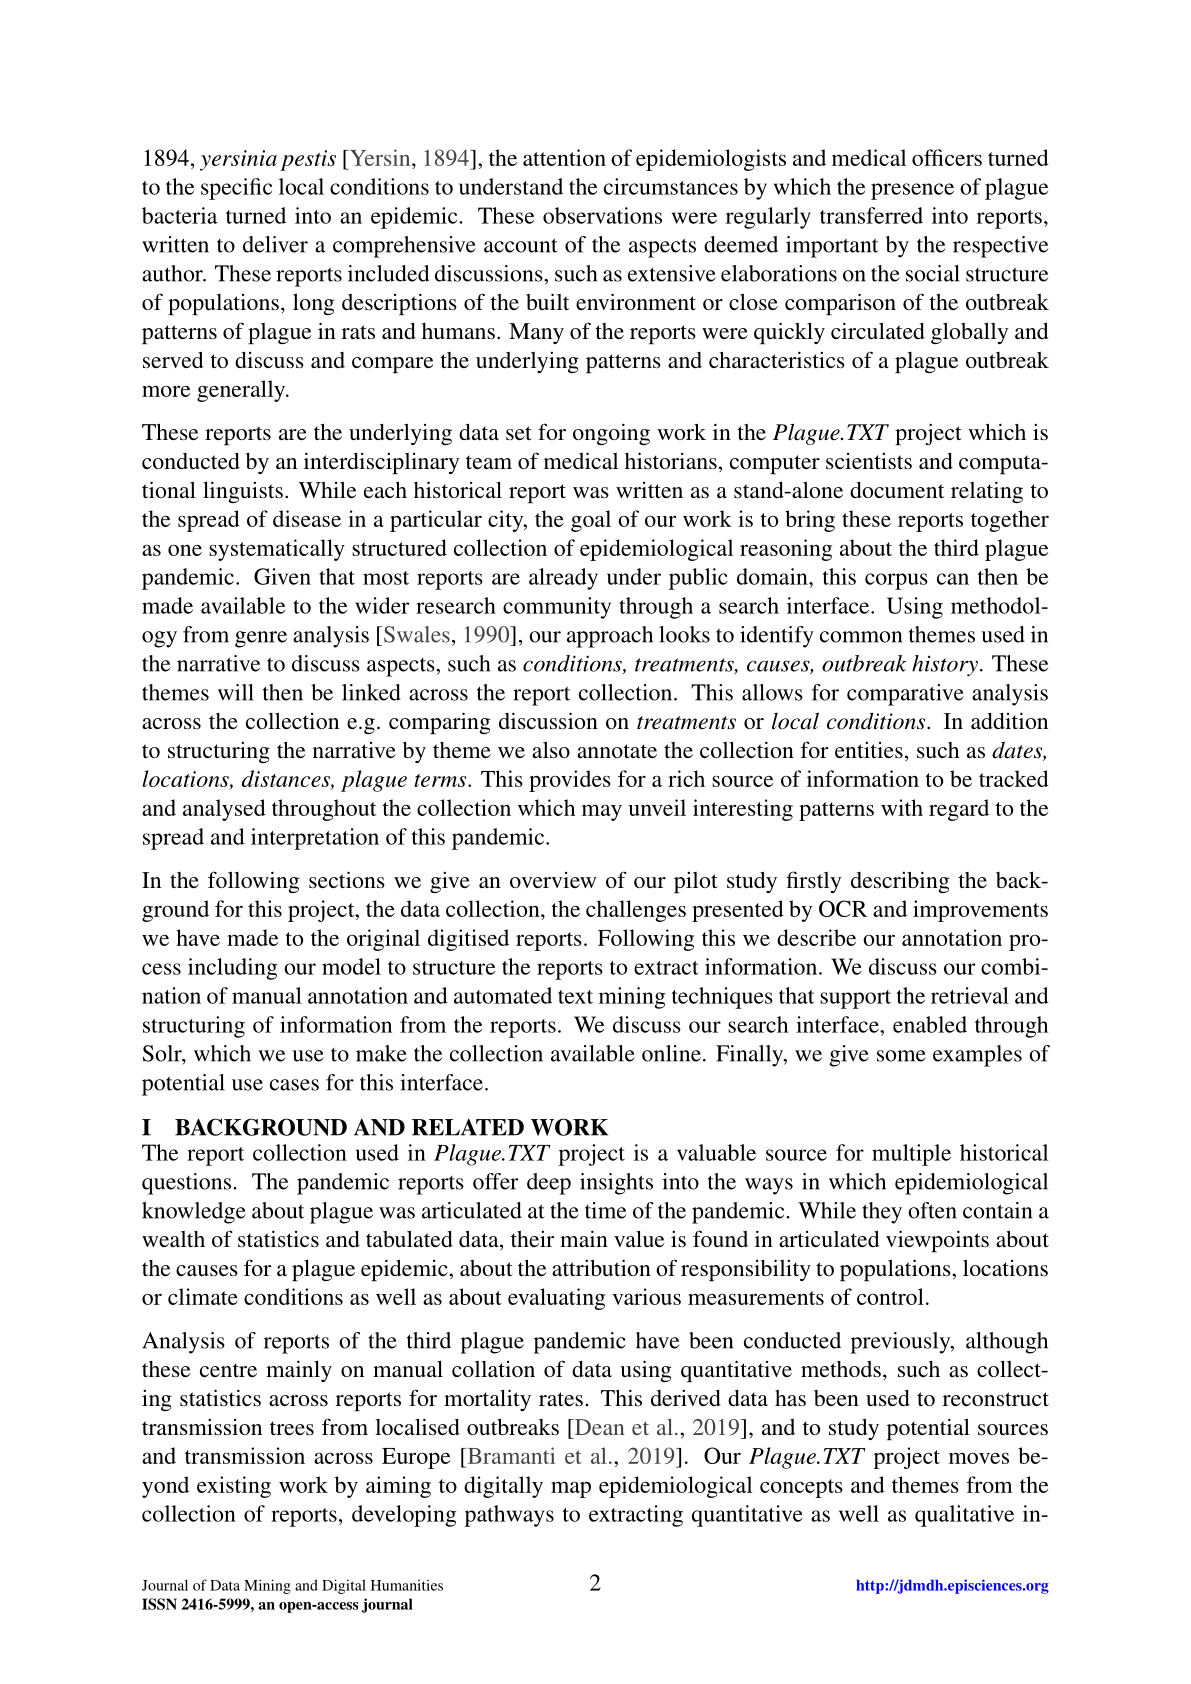 1894, yersinia pestis [Yersin, 1894], the attention of epidemiologists and medical officers turned
to the specific local conditions to understand the circumstances by which the presence of plague
bacteria turned into an epidemic. These observations were regularly transferred into reports,
written to deliver a comprehensive account of the aspects deemed important by the respective
author. These reports included discussions, such as extensive elaborations on the social structure
of populations, long descriptions of the built environment or close comparison of the outbreak
patterns of plague in rats and humans. Many of the reports were quickly circulated globally and
served to discuss and compare the underlying patterns and characteristics of a plague outbreak
more generally.
These reports are the underlying data set for ongoing work in the Plague.TXT project which is
conducted by an interdisciplinary team of medical historians, computer scientists and computa-
tional linguists. While each historical report was written as a stand-alone document relating to
the spread of disease in a particular city, the goal of our work is to bring these reports together
as one systematically structured collection of epidemiological reasoning about the third plague
pandemic. Given that most reports are already under public domain, this corpus can then be
made available to the wider research community through a search interface. Using methodol-
ogy from genre analysis [Swales, 1990], our approach looks to identify common themes used in
the narrative to discuss aspects, such as conditions, treatments, causes, outbreak history. These
themes will then be linked across the report collection. This allows for comparative analysis
across the collection e.g. comparing discussion on treatments or local conditions. In addition
to structuring the narrative by theme we also annotate the collection for entities, such as dates,
locations, distances, plague terms. This provides for a rich source of information to be tracked
and analysed throughout the collection which may unveil interesting patterns with regard to the
spread and interpretation of this pandemic.
In the following sections we give an overview of our pilot study firstly describing the back-
ground for this project, the data collection, the challenges presented by OCR and improvements
we have made to the original digitised reports. Following this we describe our annotation pro-
cess including our model to structure the reports to extract information. We discuss our combi-
nation of manual annotation and automated text mining techniques that support the retrieval and
structuring of information from the reports. We discuss our search interface, enabled through
Solr, which we use to make the collection available online. Finally, we give some examples of
potential use cases for this interface.
I BACKGROUND AND RELATED WORK
The report collection used in Plague.TXT project is a valuable source for multiple historical
questions. The pandemic reports offer deep insights into the ways in which epidemiological
knowledge about plague was articulated at the time of the pandemic. While they often contain a
wealth of statistics and tabulated data, their main value is found in articulated viewpoints about
the causes for a plague epidemic, about the attribution of responsibility to populations, locations
or climate conditions as well as about evaluating various measurements of control.
Analysis of reports of the third plague pandemic have been conducted previously, although
these centre mainly on manual collation of data using quantitative methods, such as collect-
ing statistics across reports for mortality rates. This derived data has been used to reconstruct
transmission trees from localised outbreaks [Dean et al., 2019], and to study potential sources
and transmission across Europe [Bramanti et al., 2019]. Our Plague.TXT project moves be-
yond existing work by aiming to digitally map epidemiological concepts and themes from the
collection of reports, developing pathways to extracting quantitative as well as qualitative in-
Journal of Data Mining and Digital Humanities 2 http://jdmdh.episciences.org
ISSN 2416-5999, an open-access journal